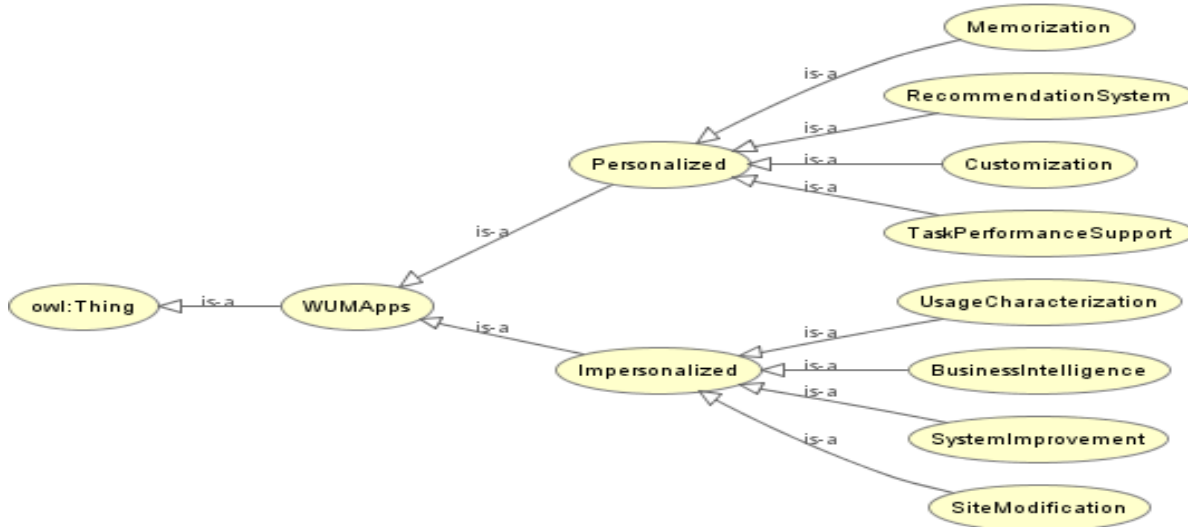 Memorization
is-a
RecommendationSystem
is-a
Personalized
is-a
Customization
is-a
TaskPerformanceSupport
is-a
owl:Thing
is-a
WUMApps
UsageCharacterization
is-a
is-a
Impersonalized
is-a
BusinessIntelligence
is-a
SystemImprovement
is-a
SiteModification